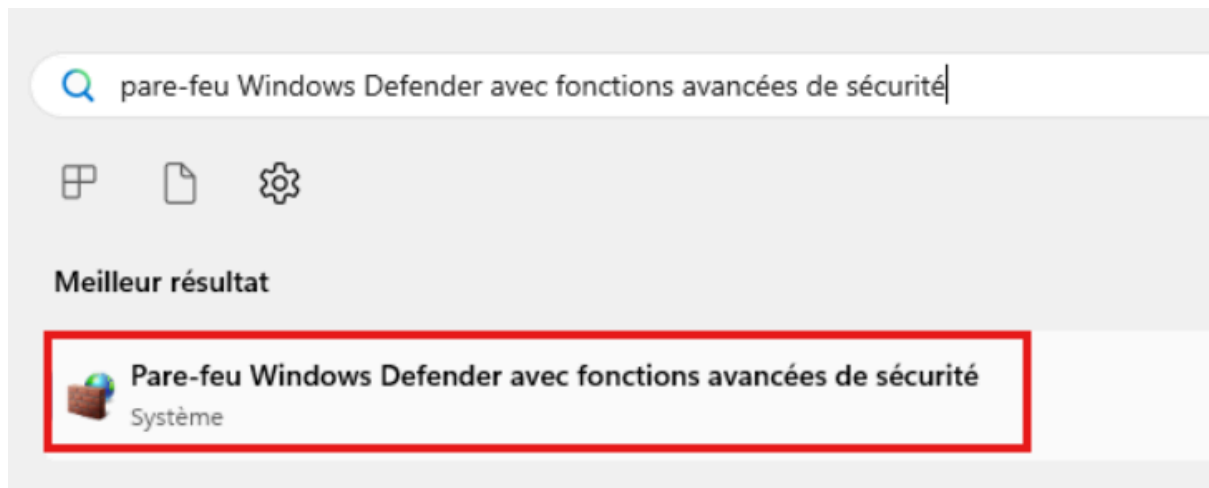 pare-feu Windows Defender avec fonctions avancées de sécurité
Meilleur résultat
Pare-feu Windows Defender avec fonctions avancées de sécurité
Système